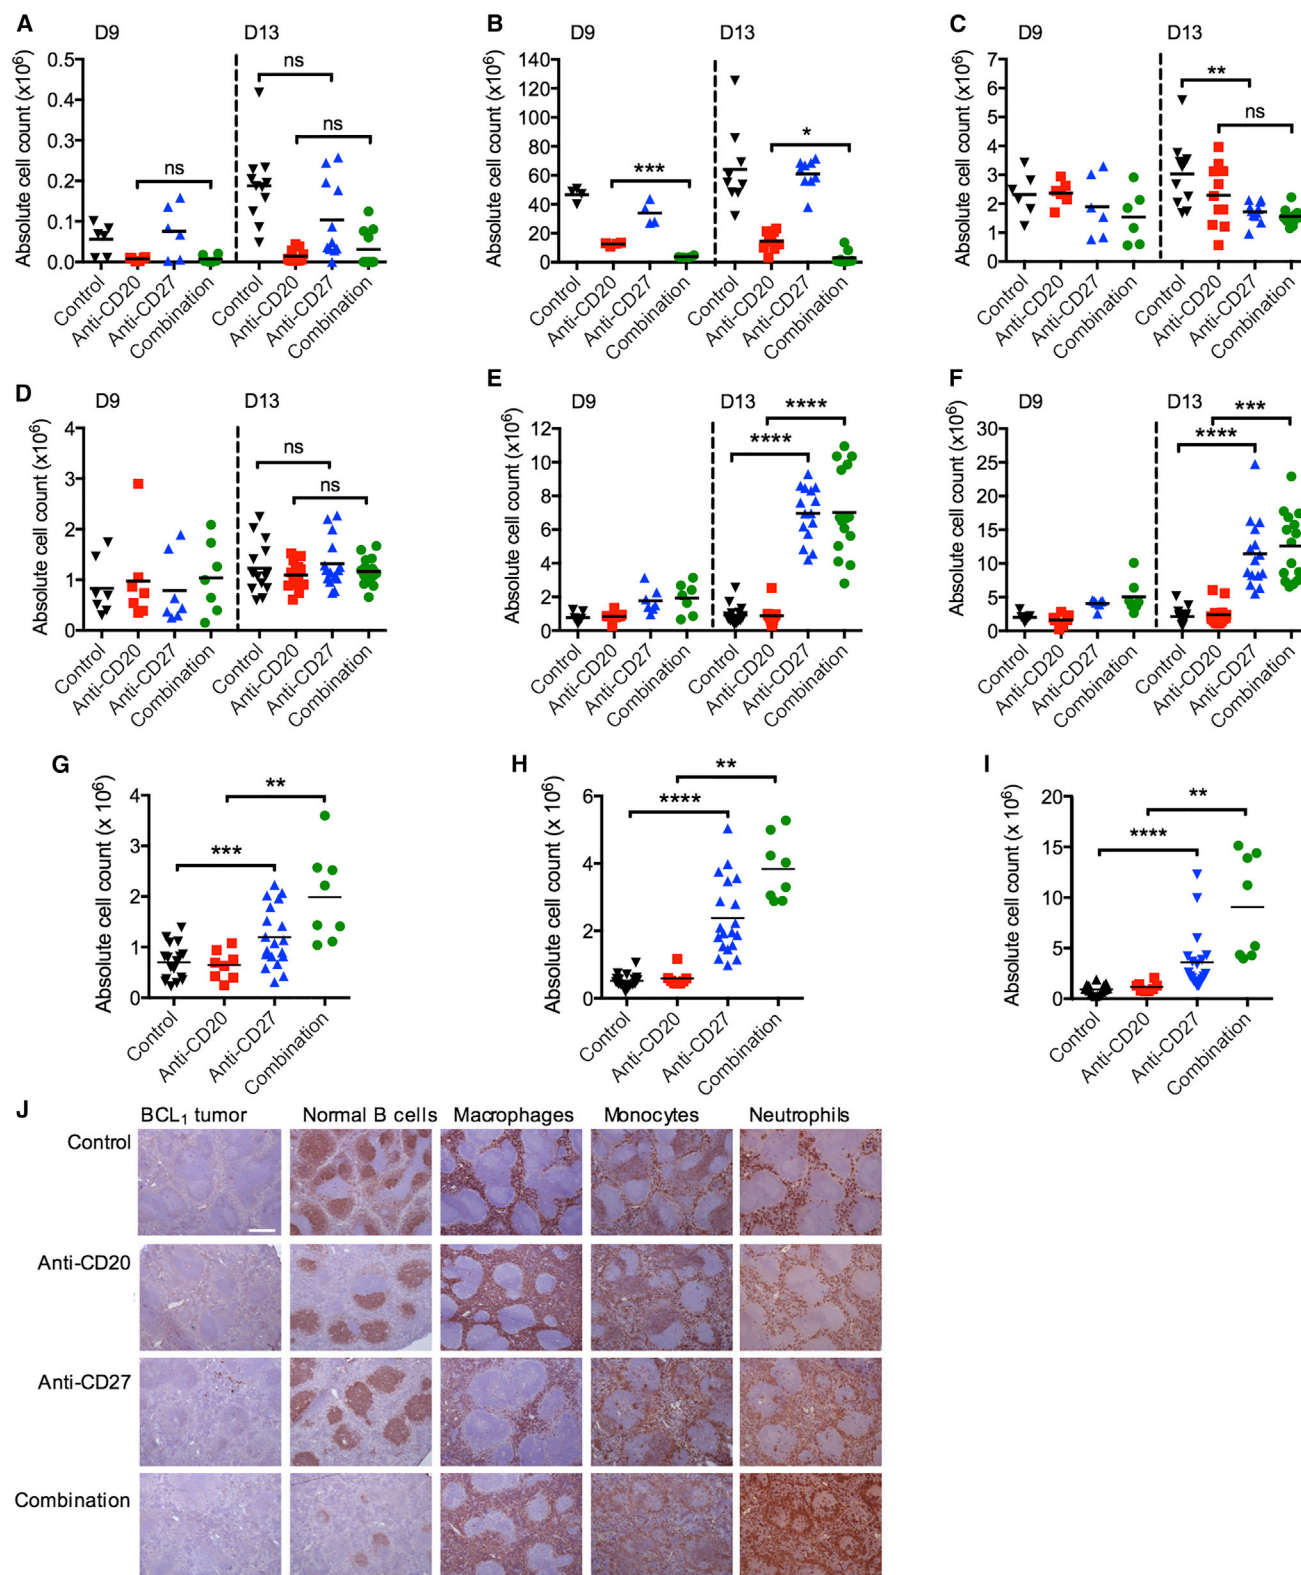 A
D9
D13
Absolute cell count (x10⁶)
0.5
0.4
0.3
0.2
0.1
0.0
ns
ns
ns
Control
Anti-CD20
Anti-CD27
Combination
Control
Anti-CD20
Anti-CD27
Combination
B
D9
D13
Absolute cell count (x10⁶)
140
120
100
80
60
40
20
0
***
*
Control
Anti-CD20
Anti-CD27
Combination
Control
Anti-CD20
Anti-CD27
Combination
C
D9
D13
Absolute cell count (x10⁶)
7
6
5
4
3
2
1
0
**
ns
Control
Anti-CD20
Anti-CD27
Combination
Control
Anti-CD20
Anti-CD27
Combination
D
D9
D13
Absolute cell count (x10⁶)
4
3
2
1
0
ns
ns
Control
Anti-CD20
Anti-CD27
Combination
Control
Anti-CD20
Anti-CD27
Combination
E
D9
D13
Absolute cell count (x10⁶)
12
10
8
6
4
2
0
****
****
Control
Anti-CD20
Anti-CD27
Combination
Control
Anti-CD20
Anti-CD27
Combination
F
D9
D13
Absolute cell count (x10⁶)
30
25
20
15
10
5
0
***
****
Control
Anti-CD20
Anti-CD27
Combination
Control
Anti-CD20
Anti-CD27
Combination
G
Absolute cell count (x 10⁶)
4
3
2
1
0
**
***
Control
Anti-CD20
Anti-CD27
Combination
H
Absolute cell count (x 10⁶)
6
4
2
0
**
****
Control
Anti-CD20
Anti-CD27
Combination
I
Absolute cell count (x 10⁶)
20
15
10
5
0
**
****
Control
Anti-CD20
Anti-CD27
Combination
J
BCL₁ tumor Normal B cells Macrophages Monocytes Neutrophils
Control
Anti-CD20
Anti-CD27
Combination